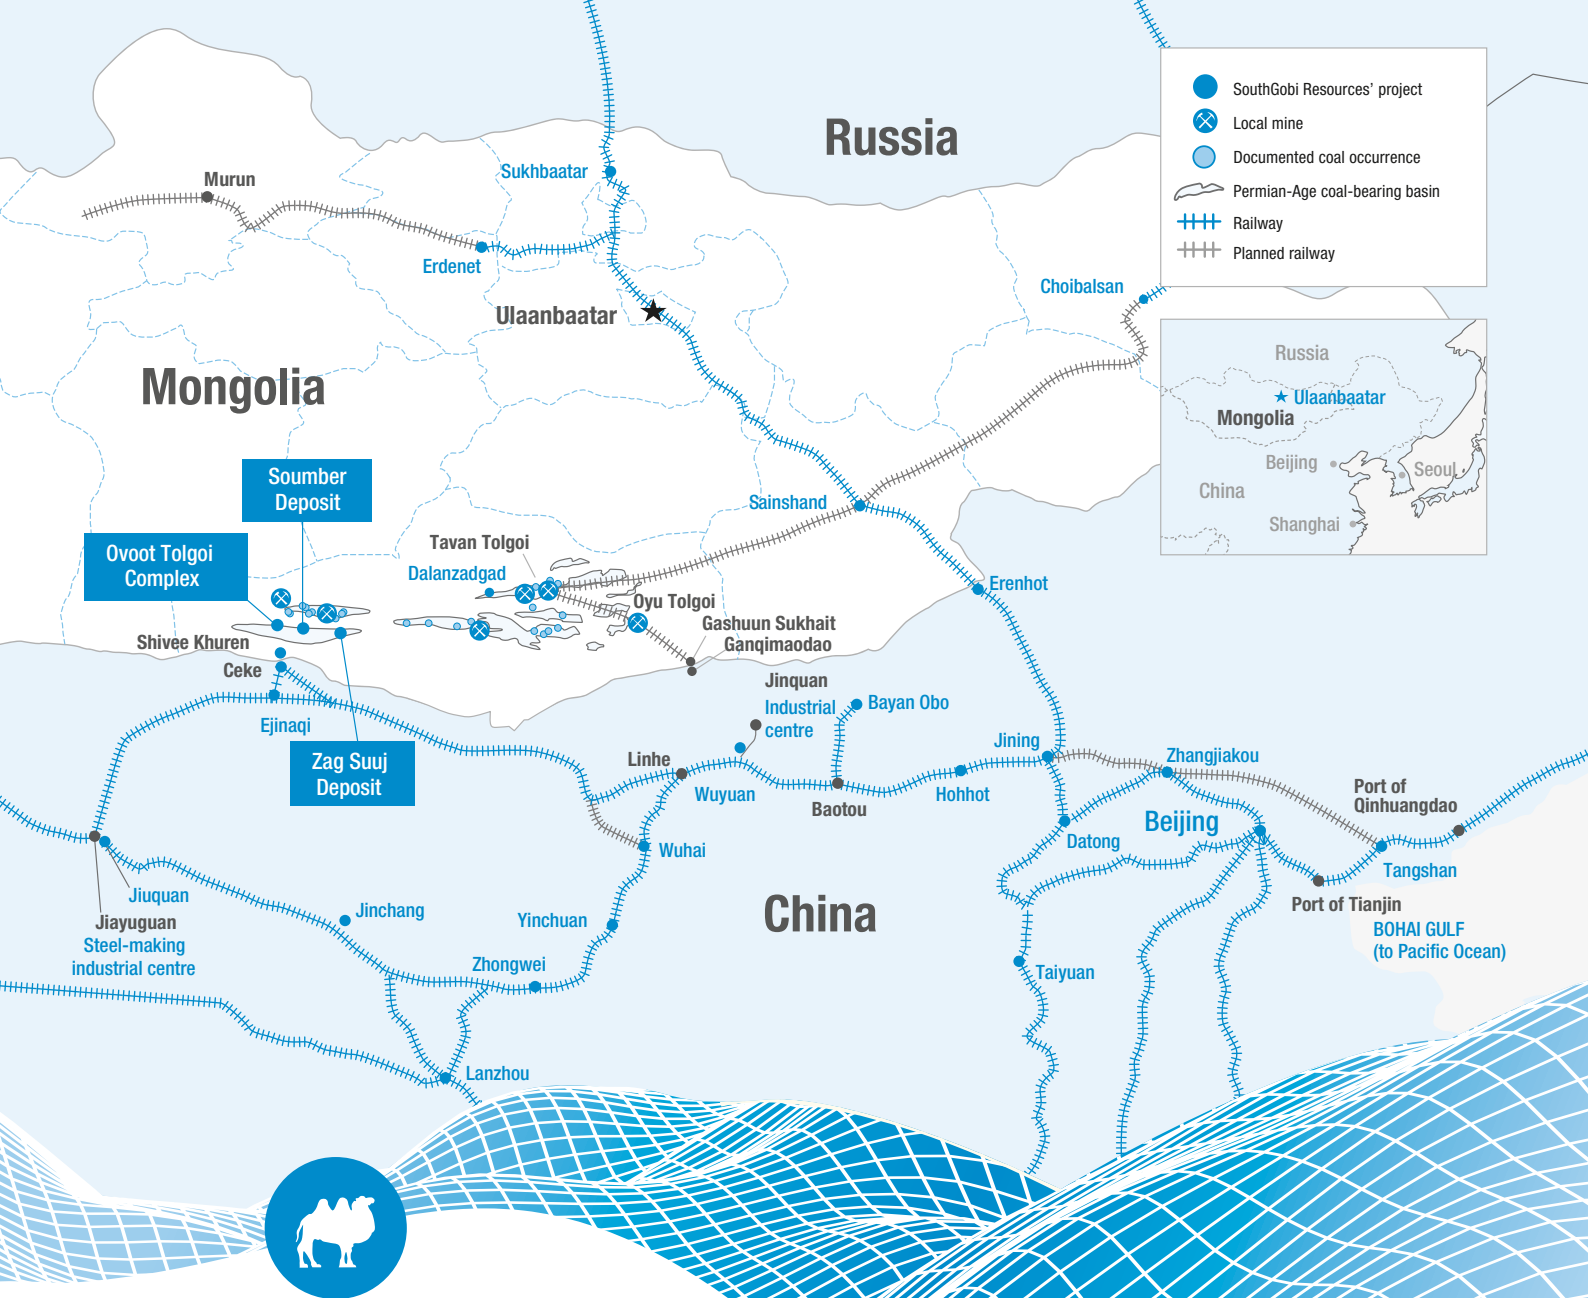 Russia
SouthGobi Resources' project
Local mine
Documented coal occurrence
Permian-Age coal-bearing basin
Railway
Planned railway
Murun
Sukhbaatar
Erdenet
Ulaanbaatar
Choibalsan
Mongolia
Russia
Ulaanbaatar
Mongolia
Beijing
Seoul
China
Shanghai
Soumber
Deposit
Sainshand
Ovoot Tolgoi
Complex
Tavan Tolgoi
Dalanzadgad
Erenhot
Oyu Tolgoi
Gashuun Sukhait
Ganqimaodao
Shivee Khuren
Ceke
Jinquan
Industrial
centre
Bayan Obo
Ejinaqi
Zag Suuj
Deposit
Linhe
Wuyuan
Baotou
Hohhot
Jining
Zhangjiakou
Port of
Qinhuangdao
Beijing
Datong
Wuhai
Tangshan
Jiuquan
Jiayuguan
Steel-making
industrial centre
Jinchang
Yinchuan
China
Port of Tianjin
BOHAI GULF
(to Pacific Ocean)
Zhongwei
Taiyuan
Lanzhou